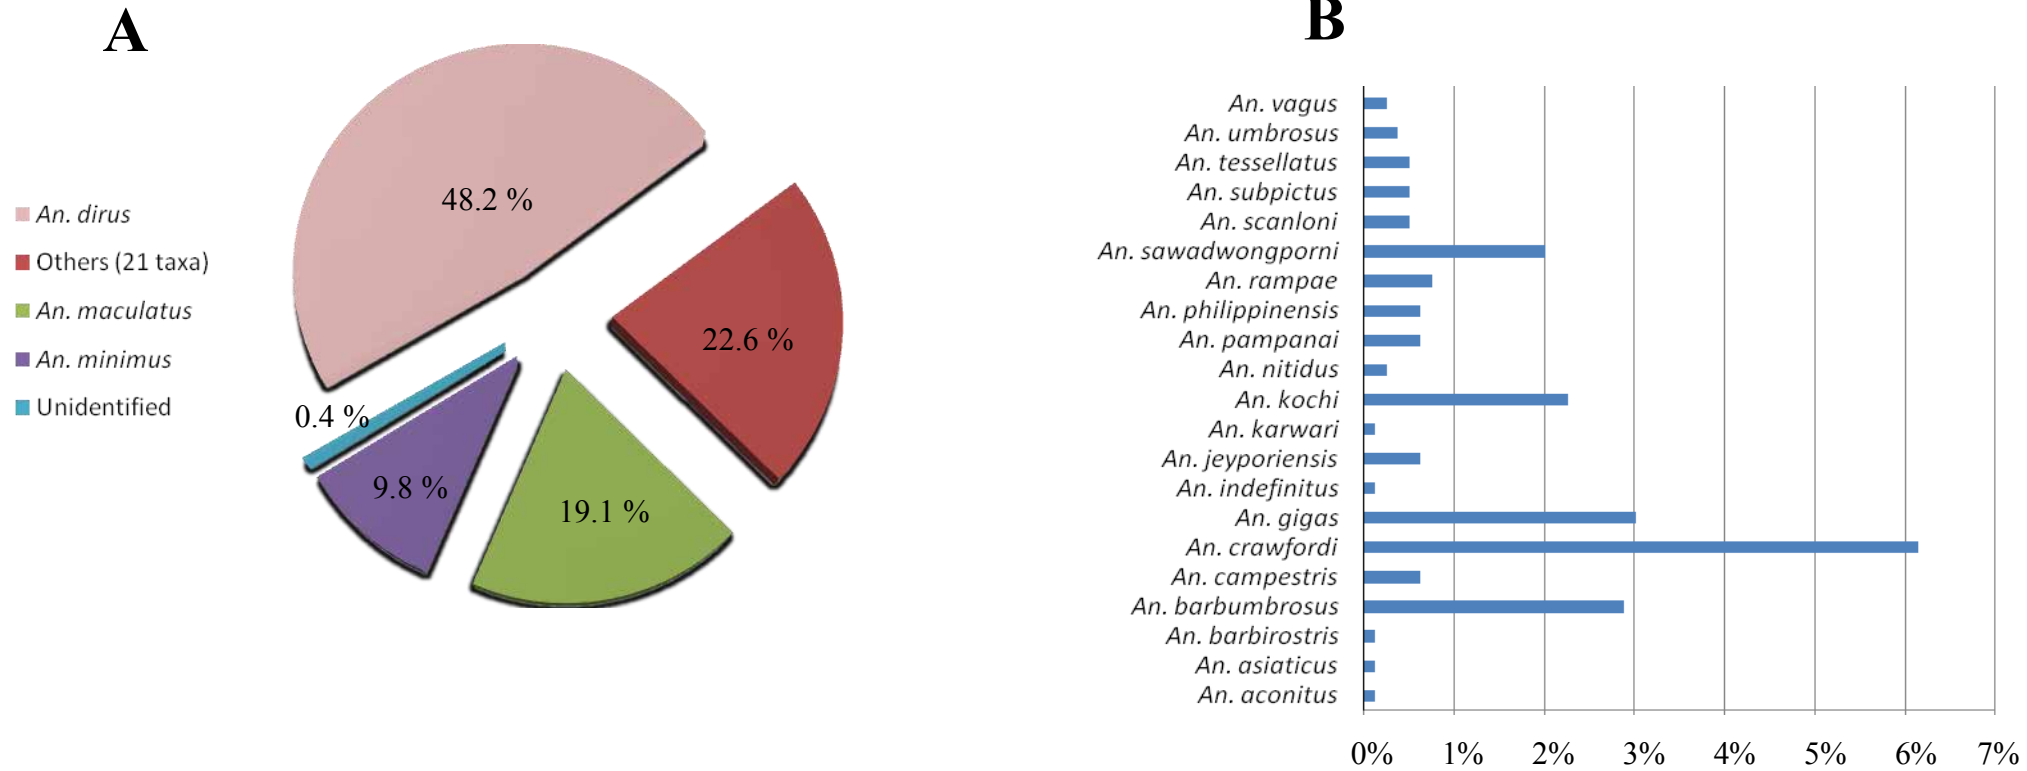 A
An. dirus
Others (21 taxa)
An. maculatus
An. minimus
Unidentified
48.2 %
22.6 %
0.4 %
9.8 %
19.1 %
B
An. vagus
An. umbrosus
An. tessellatus
An. subpictus
An. scanloni
An. sawadwongporni
An. rampae
An. philippinensis
An. pampanai
An. nitidus
An. kochi
An. karwari
An. jeyporiensis
An. indefinitus
An. gigas
An. crawfordi
An. campestris
An. barbumbrosus
An. barbirostris
An. asiaticus
An. aconitus
0% 1% 2% 3% 4% 5% 6% 7%